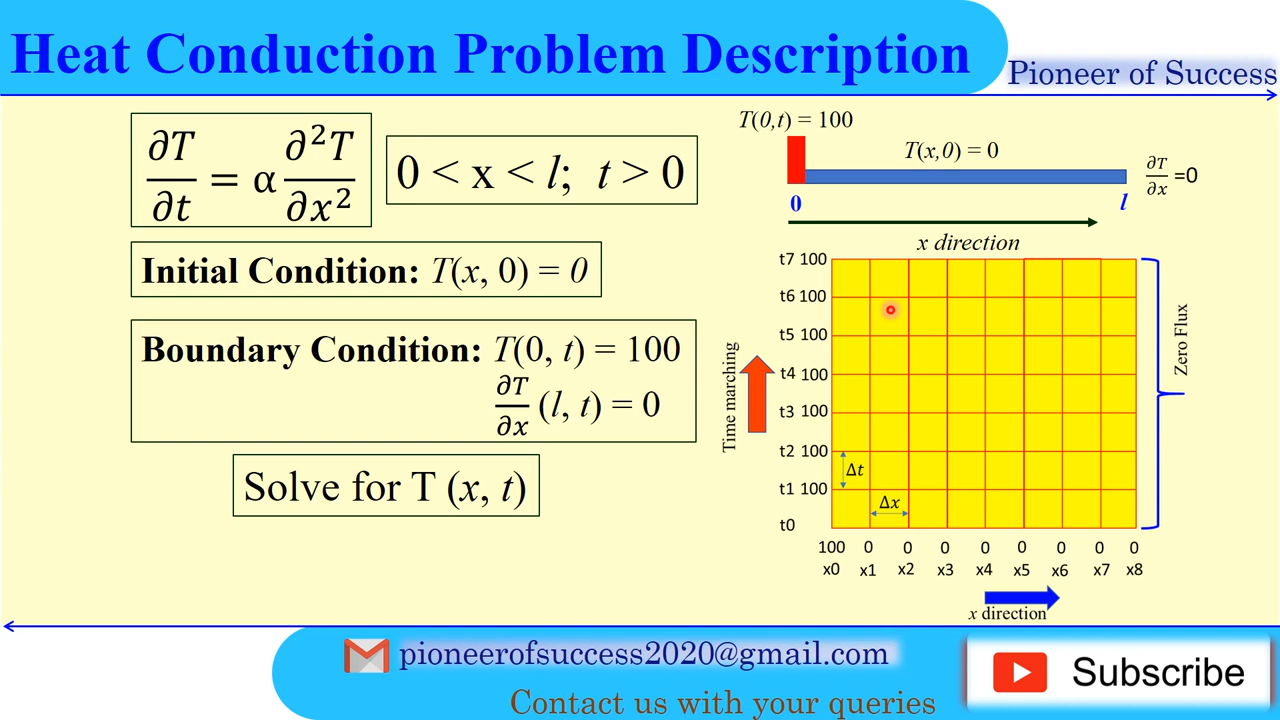 Heat Conduction Problem Description
Pioneer of Success
∂T/∂t = α ∂²T/∂x²
0 < x < l; t > 0
Initial Condition: T(x, 0) = 0
Boundary Condition: T(0, t) = 100
∂T/∂x (l, t) = 0
Solve for T (x, t)
T(0,t) = 100
T(x,0) = 0
∂T/∂x =0
0
l
x direction
t7 100
t6 100
t5 100
t4 100
t3 100
t2 100
t1 100
t0
Time marching
Δt
Δx
Zero Flux
100 0 0 0 0 0 0 0 0
x0 x1 x2 x3 x4 x5 x6 x7 x8
x direction
pioneerofsuccess2020@gmail.com
Contact us with your queries
Subscribe